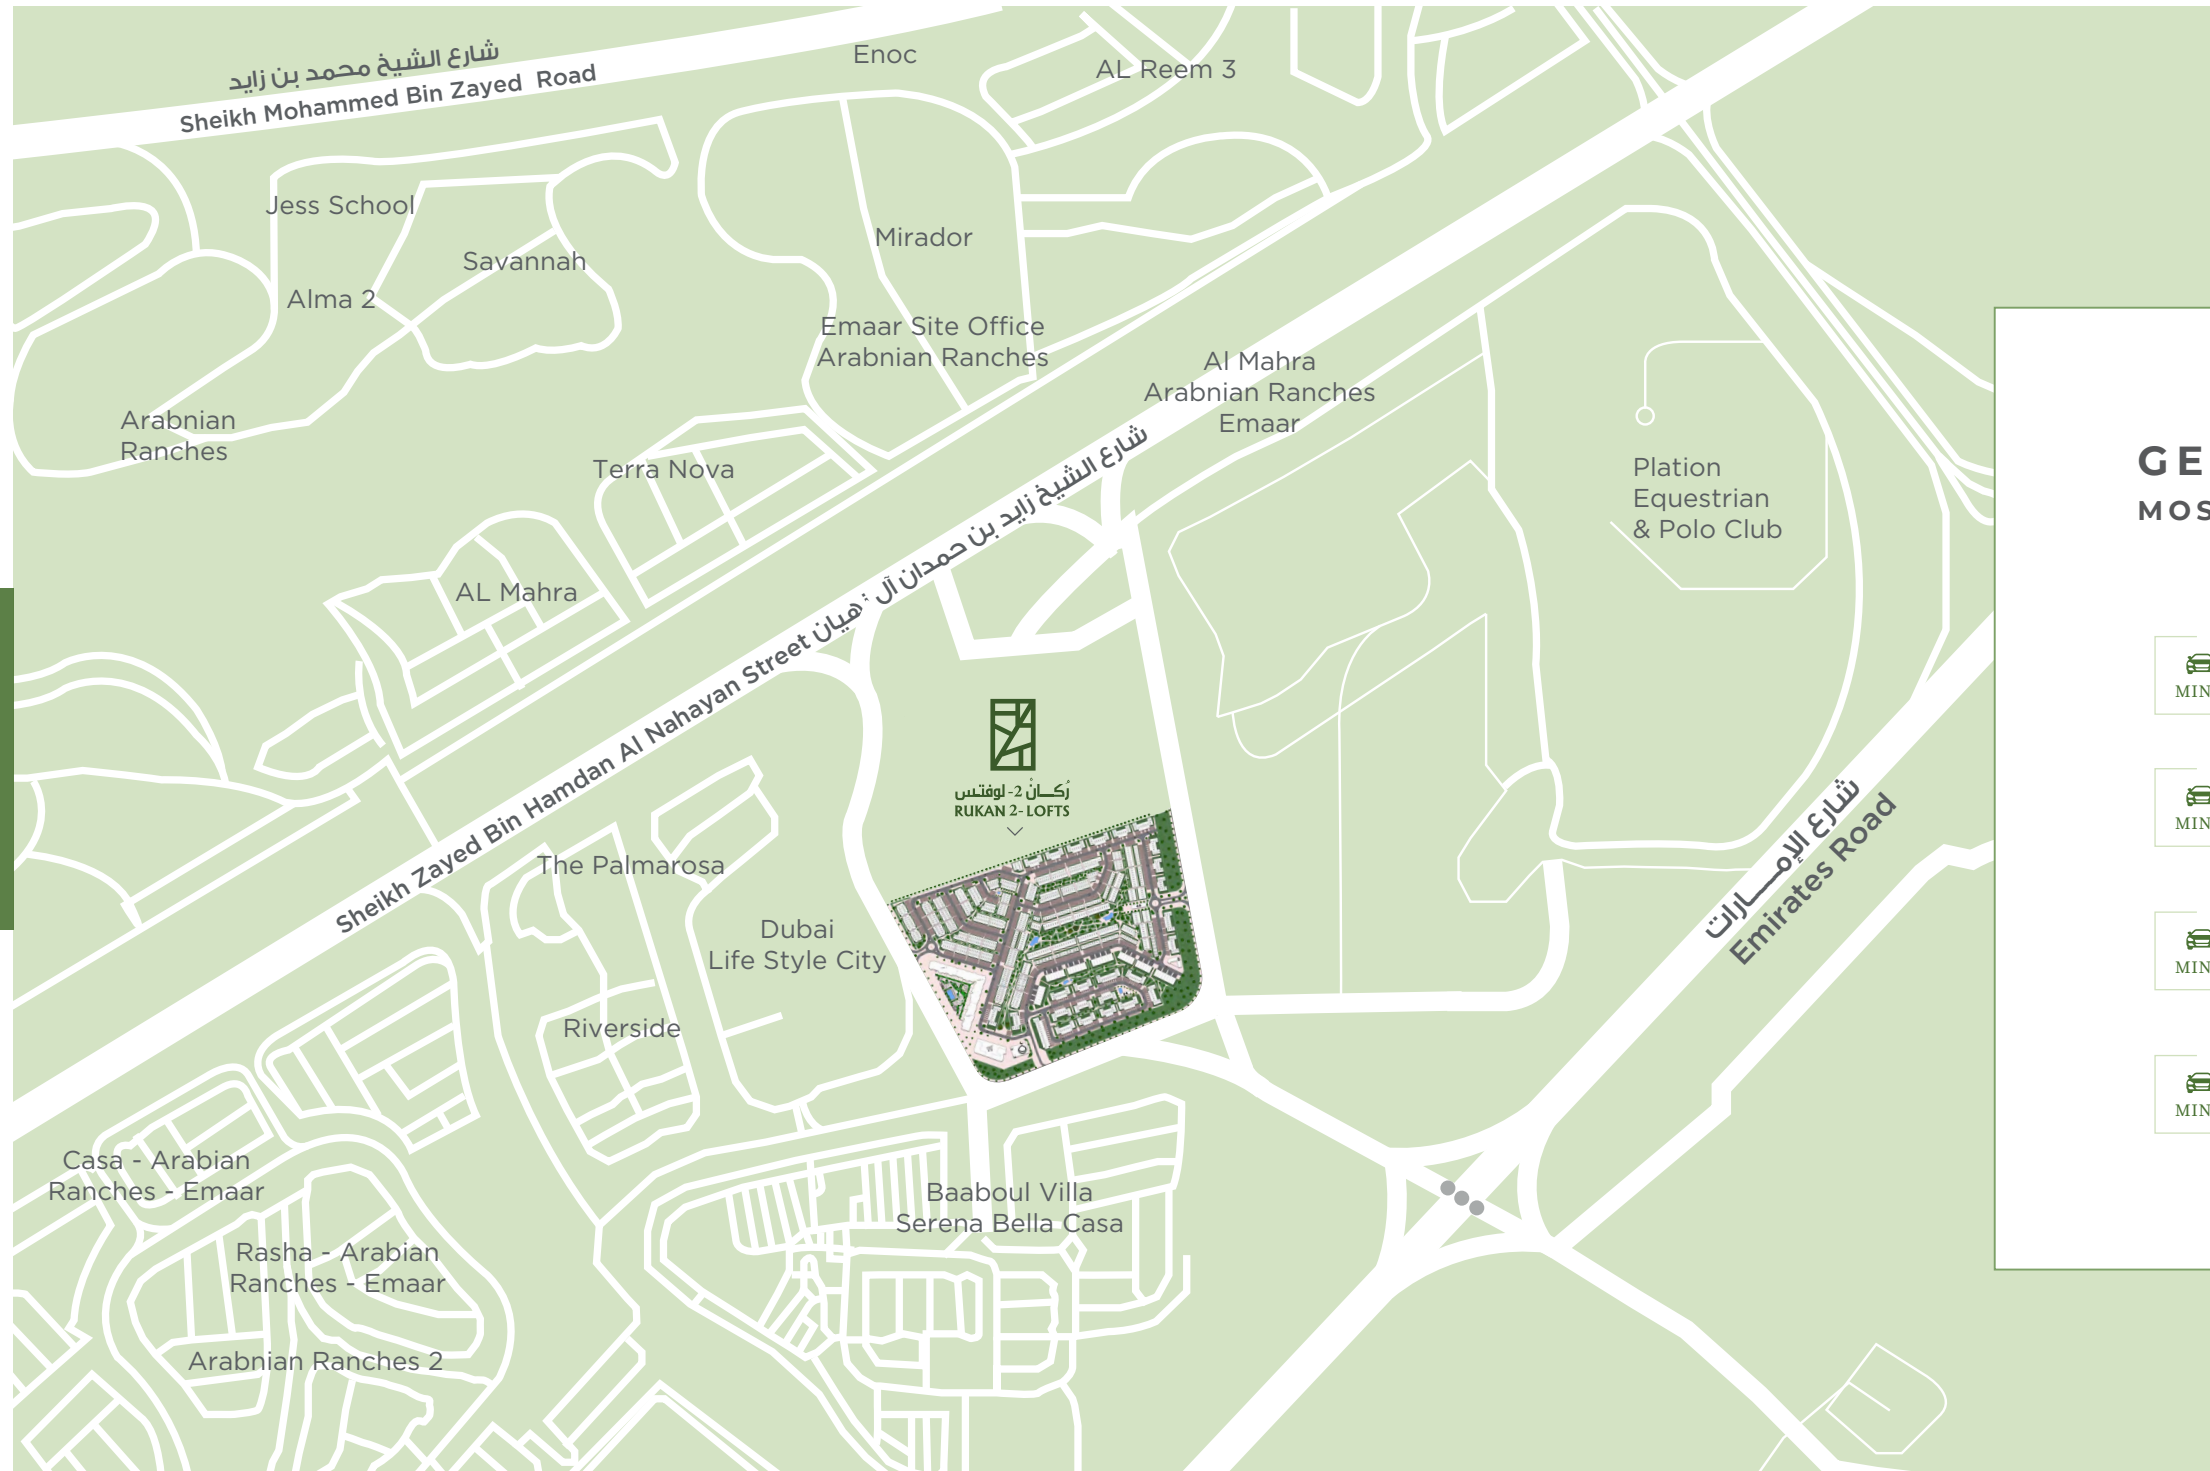 شارع الشيخ محمد بن زايد
Sheikh Mohammed Bin Zayed Road
Enoc
AL Reem 3
Jess School
Savannah
Mirador
Alma 2
Emaar Site Office
Arabnian Ranches
Al Mahra
Arabnian Ranches
Emaar
Arabnian
Ranches
Terra Nova
Plation
Equestrian
& Polo Club
GE
MOS
AL Mahra
شارع الشيخ زايد بن حمدان آل نهيان
Sheikh Zayed Bin Hamdan Al Nahayan Street
MIN
رُكــانْ 2- لوفتس
RUKAN 2- LOFTS
MIN
شارع الإمـــارات
Emirates Road
The Palmarosa
Dubai
Life Style City
MIN
Riverside
MIN
Casa - Arabian
Ranches - Emaar
Baaboul Villa
Serena Bella Casa
Rasha - Arabian
Ranches - Emaar
Arabnian Ranches 2